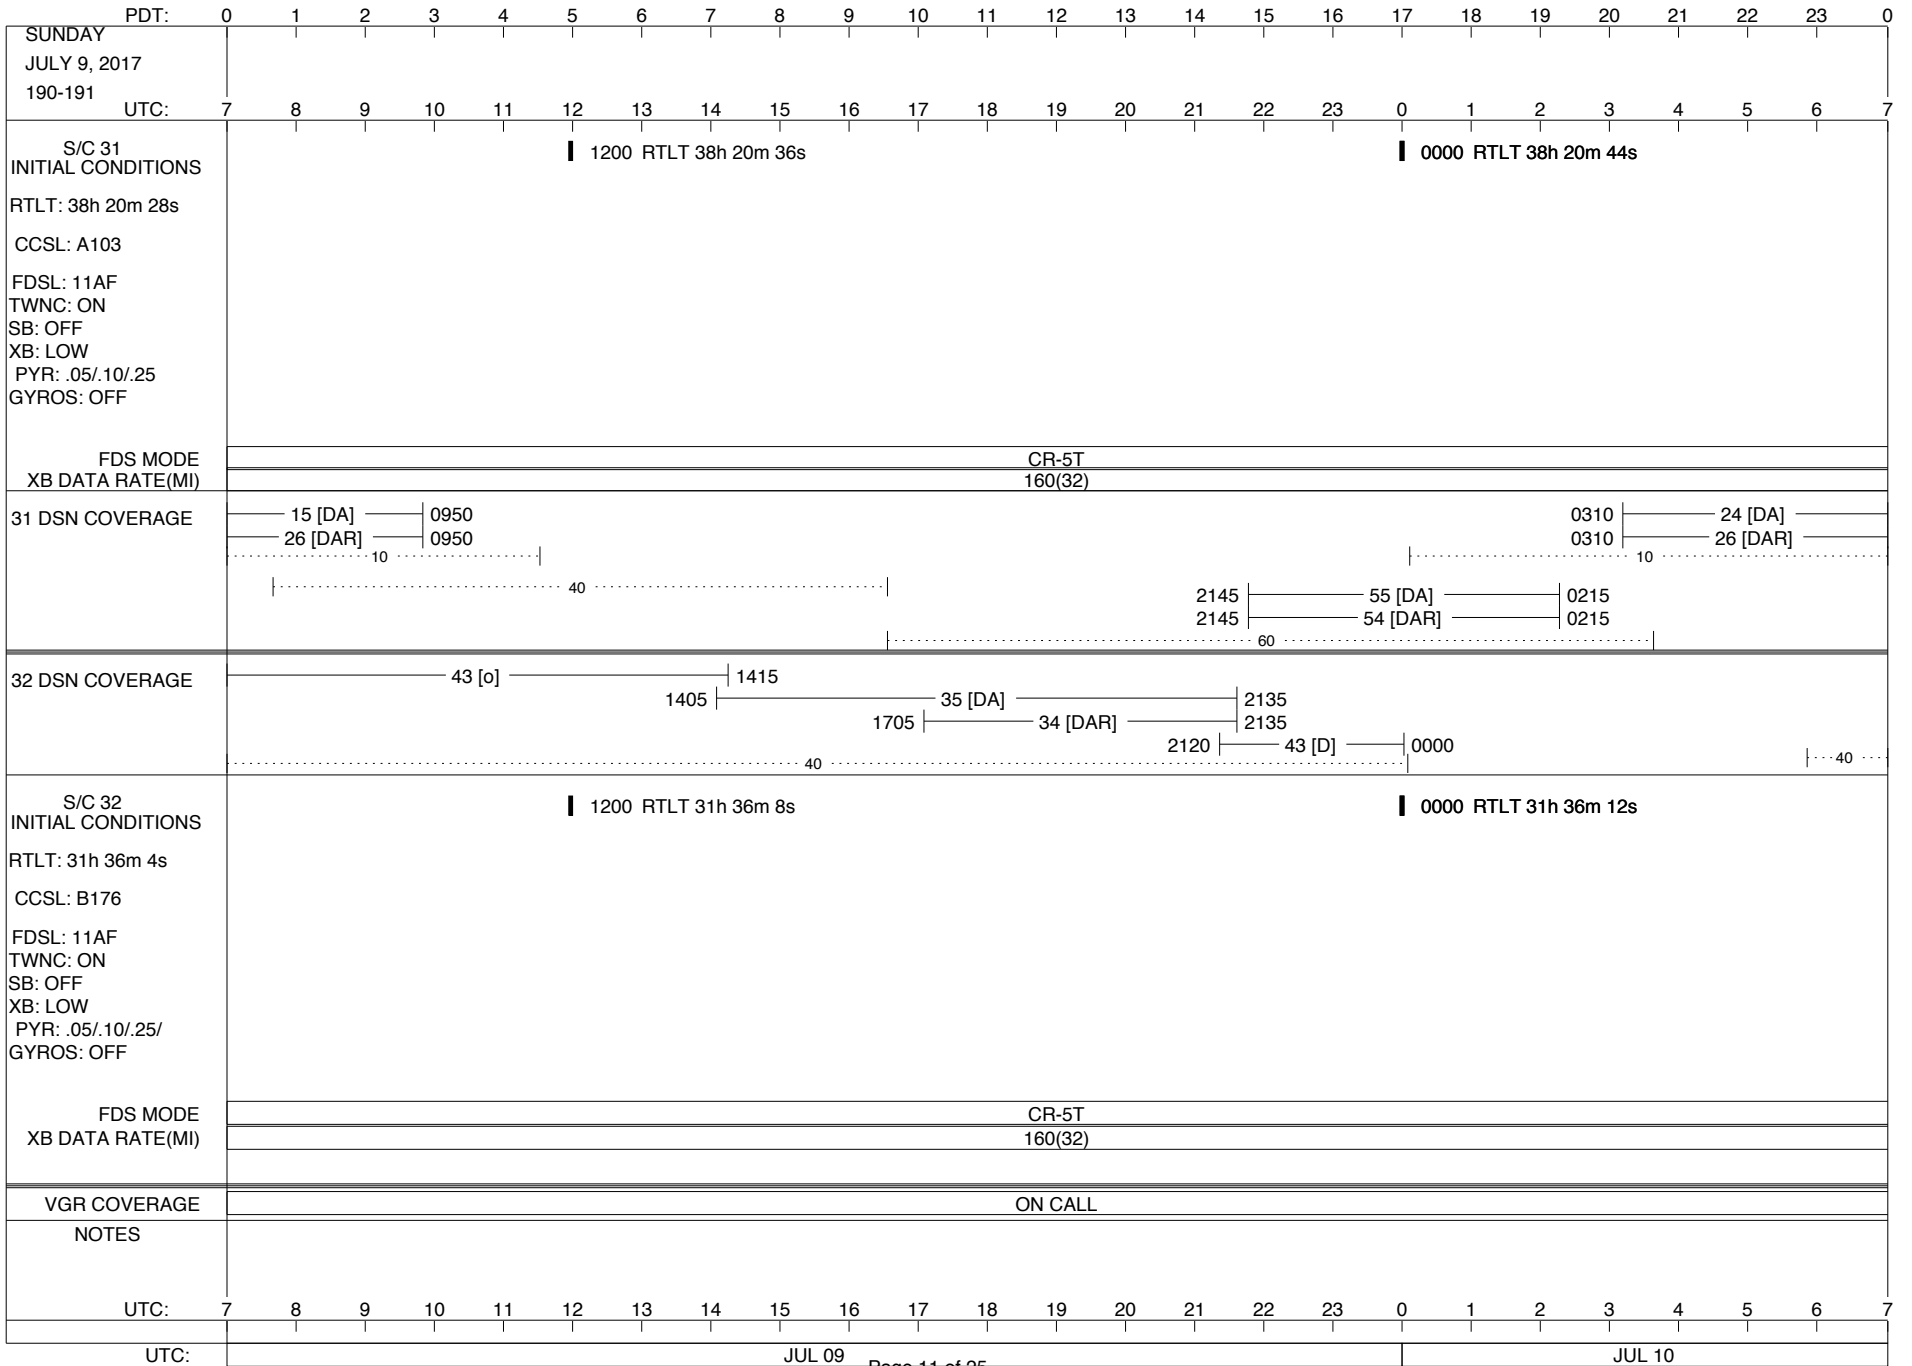 PDT: 0 1 2 3 4 5 6 7 8 9 10 11 12 13 14 15 16 17 18 19 20 21 22 23 0
SUNDAY
JULY 9, 2017
190-191
UTC: 7 8 9 10 11 12 13 14 15 16 17 18 19 20 21 22 23 0 1 2 3 4 5 6 7
S/C 31 1200 RTLT 38h 20m 36s 0000 RTLT 38h 20m 44s
INITIAL CONDITIONS
RTLT: 38h 20m 28s
CCSL: A103
FDSL: 11AF
TWNC: ON
SB: OFF
XB: LOW
PYR: .05/.10/.25
GYROS: OFF
FDS MODE CR-5T
XB DATA RATE(MI) 160(32)
31 DSN COVERAGE 15 [DA] 0950 0310 24 [DA]
26 [DAR] 0950 0310 26 [DAR]
10 10
40
2145 55 [DA] 0215
2145 54 [DAR] 0215
60
32 DSN COVERAGE 43 [o] 1415
1405 35 [DA] 2135
1705 34 [DAR] 2135
2120 43 [D] 0000
40 40
S/C 32 1200 RTLT 31h 36m 8s 0000 RTLT 31h 36m 12s
INITIAL CONDITIONS
RTLT: 31h 36m 4s
CCSL: B176
FDSL: 11AF
TWNC: ON
SB: OFF
XB: LOW
PYR: .05/.10/.25/
GYROS: OFF
FDS MODE CR-5T
XB DATA RATE(MI) 160(32)
VGR COVERAGE ON CALL
NOTES
UTC: 7 8 9 10 11 12 13 14 15 16 17 18 19 20 21 22 23 0 1 2 3 4 5 6 7
UTC: JUL 09 JUL 10
Page 11 of 25